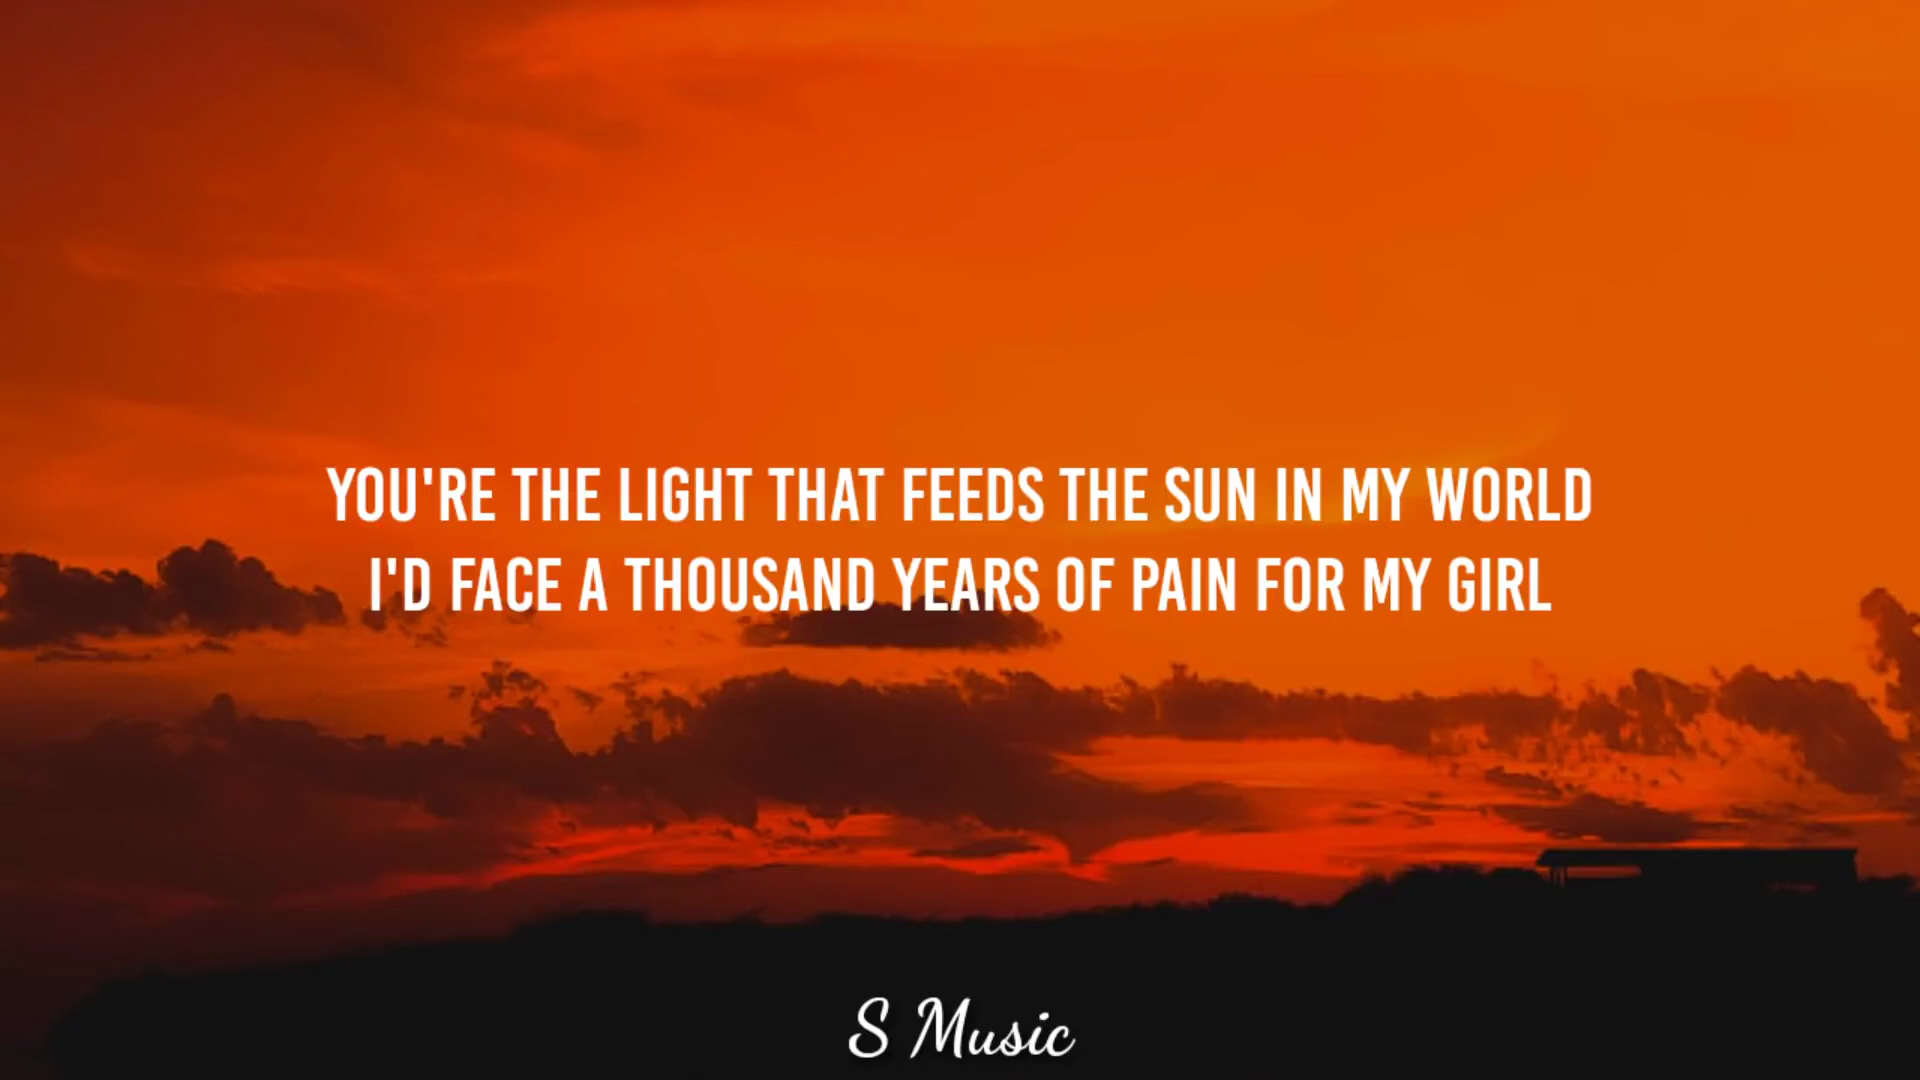 YOU'RE THE LIGHT THAT FEEDS THE SUN IN MY WORLD
I'D FACE A THOUSAND YEARS OF PAIN FOR MY GIRL
S Music